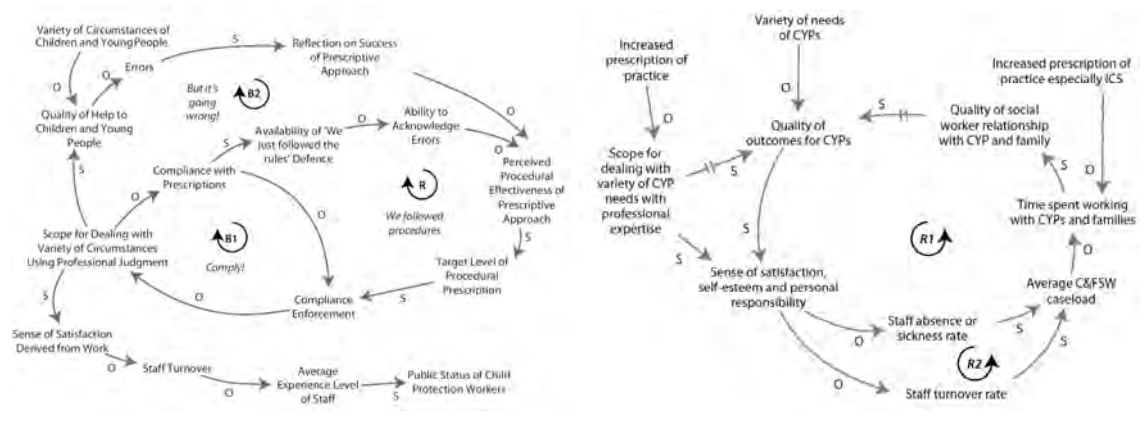 Variety of Circumstances of
Children and Young People
Errors
S
Reflection on Success
of Prescriptive
Approach
O
O
But it's
going
wrong!
B2
Quality of Help to
Children and Young
People
Availability of 'We
just followed the
rules' Defence
O
Ability to
Acknowledge
Errors
O
O
S
S
Compliance with
Prescriptions
O
O
R
We followed
procedures
Perceived
Procedural
Effectiveness of
Prescriptive
Approach
Scope for Dealing with
Variety of Circumstances
Using Professional Judgment
B1
Comply!
S
Target Level of
Procedural
Prescription
S
O
Compliance
Enforcement
S
Sense of Satisfaction
Derived from Work
O
Staff Turnover
O
Average
Experience Level
of Staff
S
Public Status of Child
Protection Workers
Variety of needs
of CYPs
Increased
prescription of
practice
Increased prescription of
practice especially ICS
O
O
O
S
Quality of
outcomes for CYPs
Quality of social
worker relationship
with CYP and family
Scope for
dealing with
variety of CYP
needs with
professional
expertise
S
S
Time spent working
with CYPs and families
S
R1
S
O
Sense of satisfaction,
self-esteem and personal
responsibility
Average C&FSW
caseload
Staff absence or
sickness rate
O
S
S
R2
O
Staff turnover rate